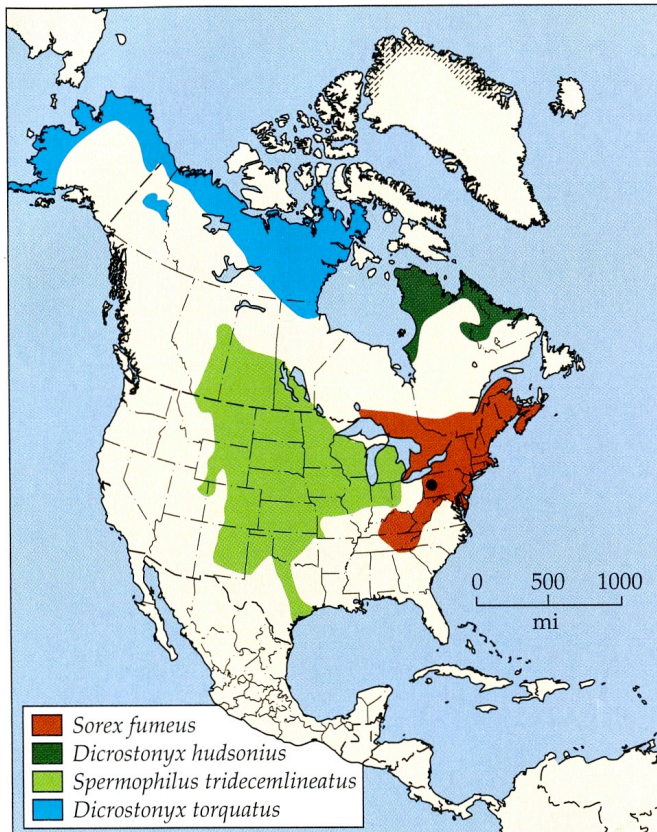 0 500 1000
mi
Sorex fumeus
Dicrostonyx hudsonius
Spermophilus tridecemlineatus
Dicrostonyx torquatus